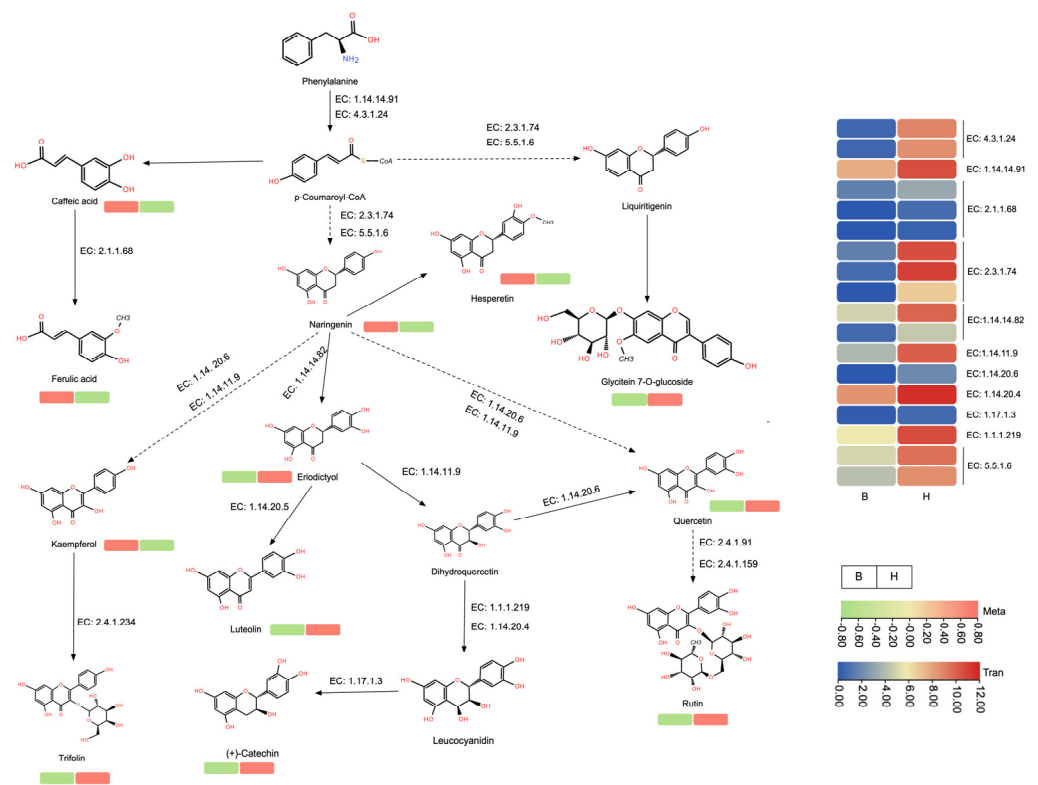 Phenylalanine
EC: 1.14.14.91
EC: 4.3.1.24
EC: 2.3.1.74
EC: 5.5.1.6
Caffeic acid
p-Coumaroyl-CoA
Liquiritigenin
EC: 2.1.1.68
EC: 2.3.1.74
EC: 5.5.1.6
Hesperetin
Naringenin
Ferulic acid
EC: 1.14. 20.6
EC: 1.14.11.9
EC: 1.14.14.82
EC: 1.14.20.6
EC: 1.14.11.9
Glycitein 7-O-glucoside
Eriodictyol
EC: 1.14.20.5
EC: 1.14.11.9
EC: 1.14.20.6
Kaempferol
Quercetin
EC: 2.4.1.91
EC: 2.4.1.159
Dihydroquercetin
Luteolin
EC: 2.4.1.234
EC: 1.1.1.219
EC: 1.14.20.4
EC: 1.17.1.3
Trifolin
(+)-Catechin
Leucocyanidin
Rutin
EC: 4.3.1.24
EC: 1.14.14.91
EC: 2.1.1.68
EC: 2.3.1.74
EC:1.14.14.82
EC:1.14.11.9
EC:1.14.20.6
EC: 1.14.20.4
EC: 1.17.1.3
EC: 1.1.1.219
EC: 5.5.1.6
B H
B H
Meta
-0.80 -0.60 -0.40 -0.20 -0.00 0.20 0.40 0.60 0.80
Tran
0.00 2.00 4.00 6.00 8.00 10.00 12.00